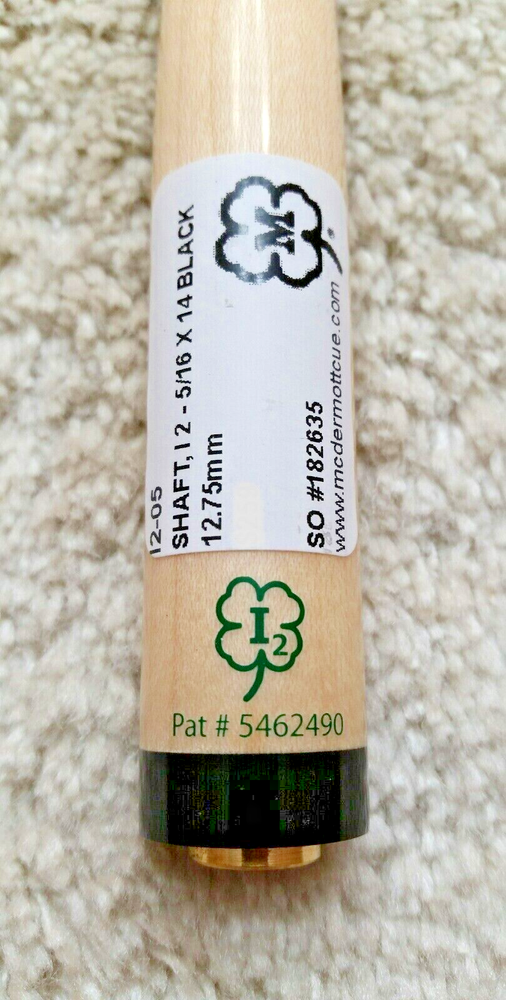 M
I2-05
SHAFT, I 2 - 5/16 X 14 BLACK
12.75mm
SO #182635
www.mcdermottcue.com
I2
Pat # 5462490